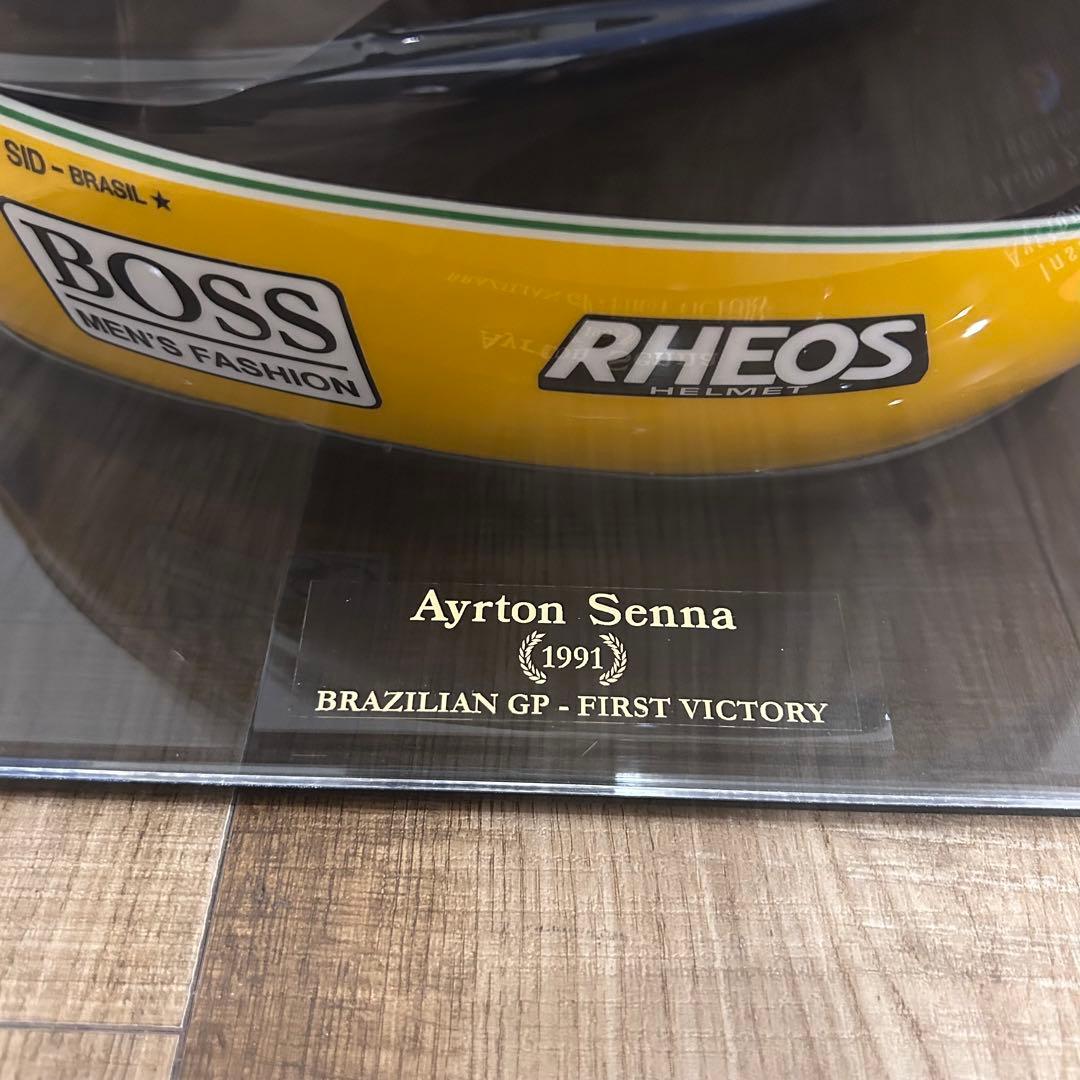 SID - BRASIL ★
BOSS
MEN'S FASHION
RHEOS
HELMET
Ayrton Senna
1991
BRAZILIAN GP - FIRST VICTORY